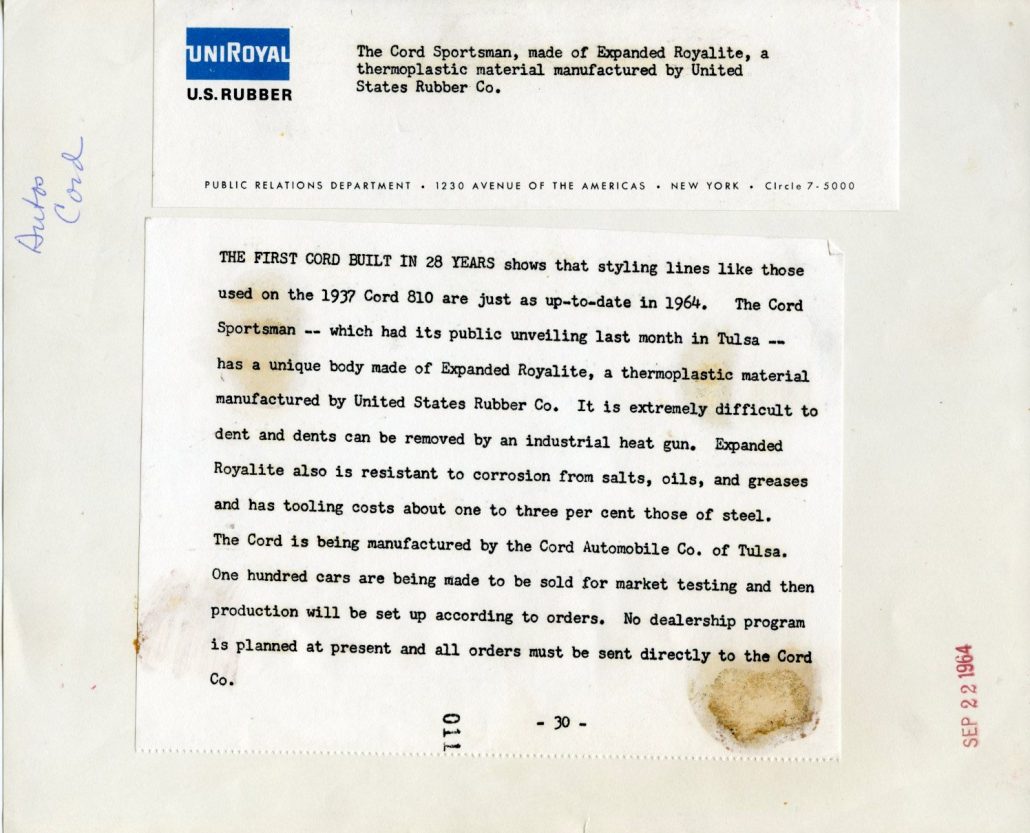 UNIROYAL
U.S. RUBBER
The Cord Sportsman, made of Expanded Royalite, a
thermoplastic material manufactured by United
States Rubber Co.
PUBLIC RELATIONS DEPARTMENT • 1230 AVENUE OF THE AMERICAS • NEW YORK • CIrcle 7-5000
Autos
Cord
THE FIRST CORD BUILT IN 28 YEARS shows that styling lines like those
used on the 1937 Cord 810 are just as up-to-date in 1964. The Cord
Sportsman -- which had its public unveiling last month in Tulsa --
has a unique body made of Expanded Royalite, a thermoplastic material
manufactured by United States Rubber Co. It is extremely difficult to
dent and dents can be removed by an industrial heat gun. Expanded
Royalite also is resistant to corrosion from salts, oils, and greases
and has tooling costs about one to three per cent those of steel.
The Cord is being manufactured by the Cord Automobile Co. of Tulsa.
One hundred cars are being made to be sold for market testing and then
production will be set up according to orders. No dealership program
is planned at present and all orders must be sent directly to the Cord
Co.
011
- 30 -
SEP 22 1964